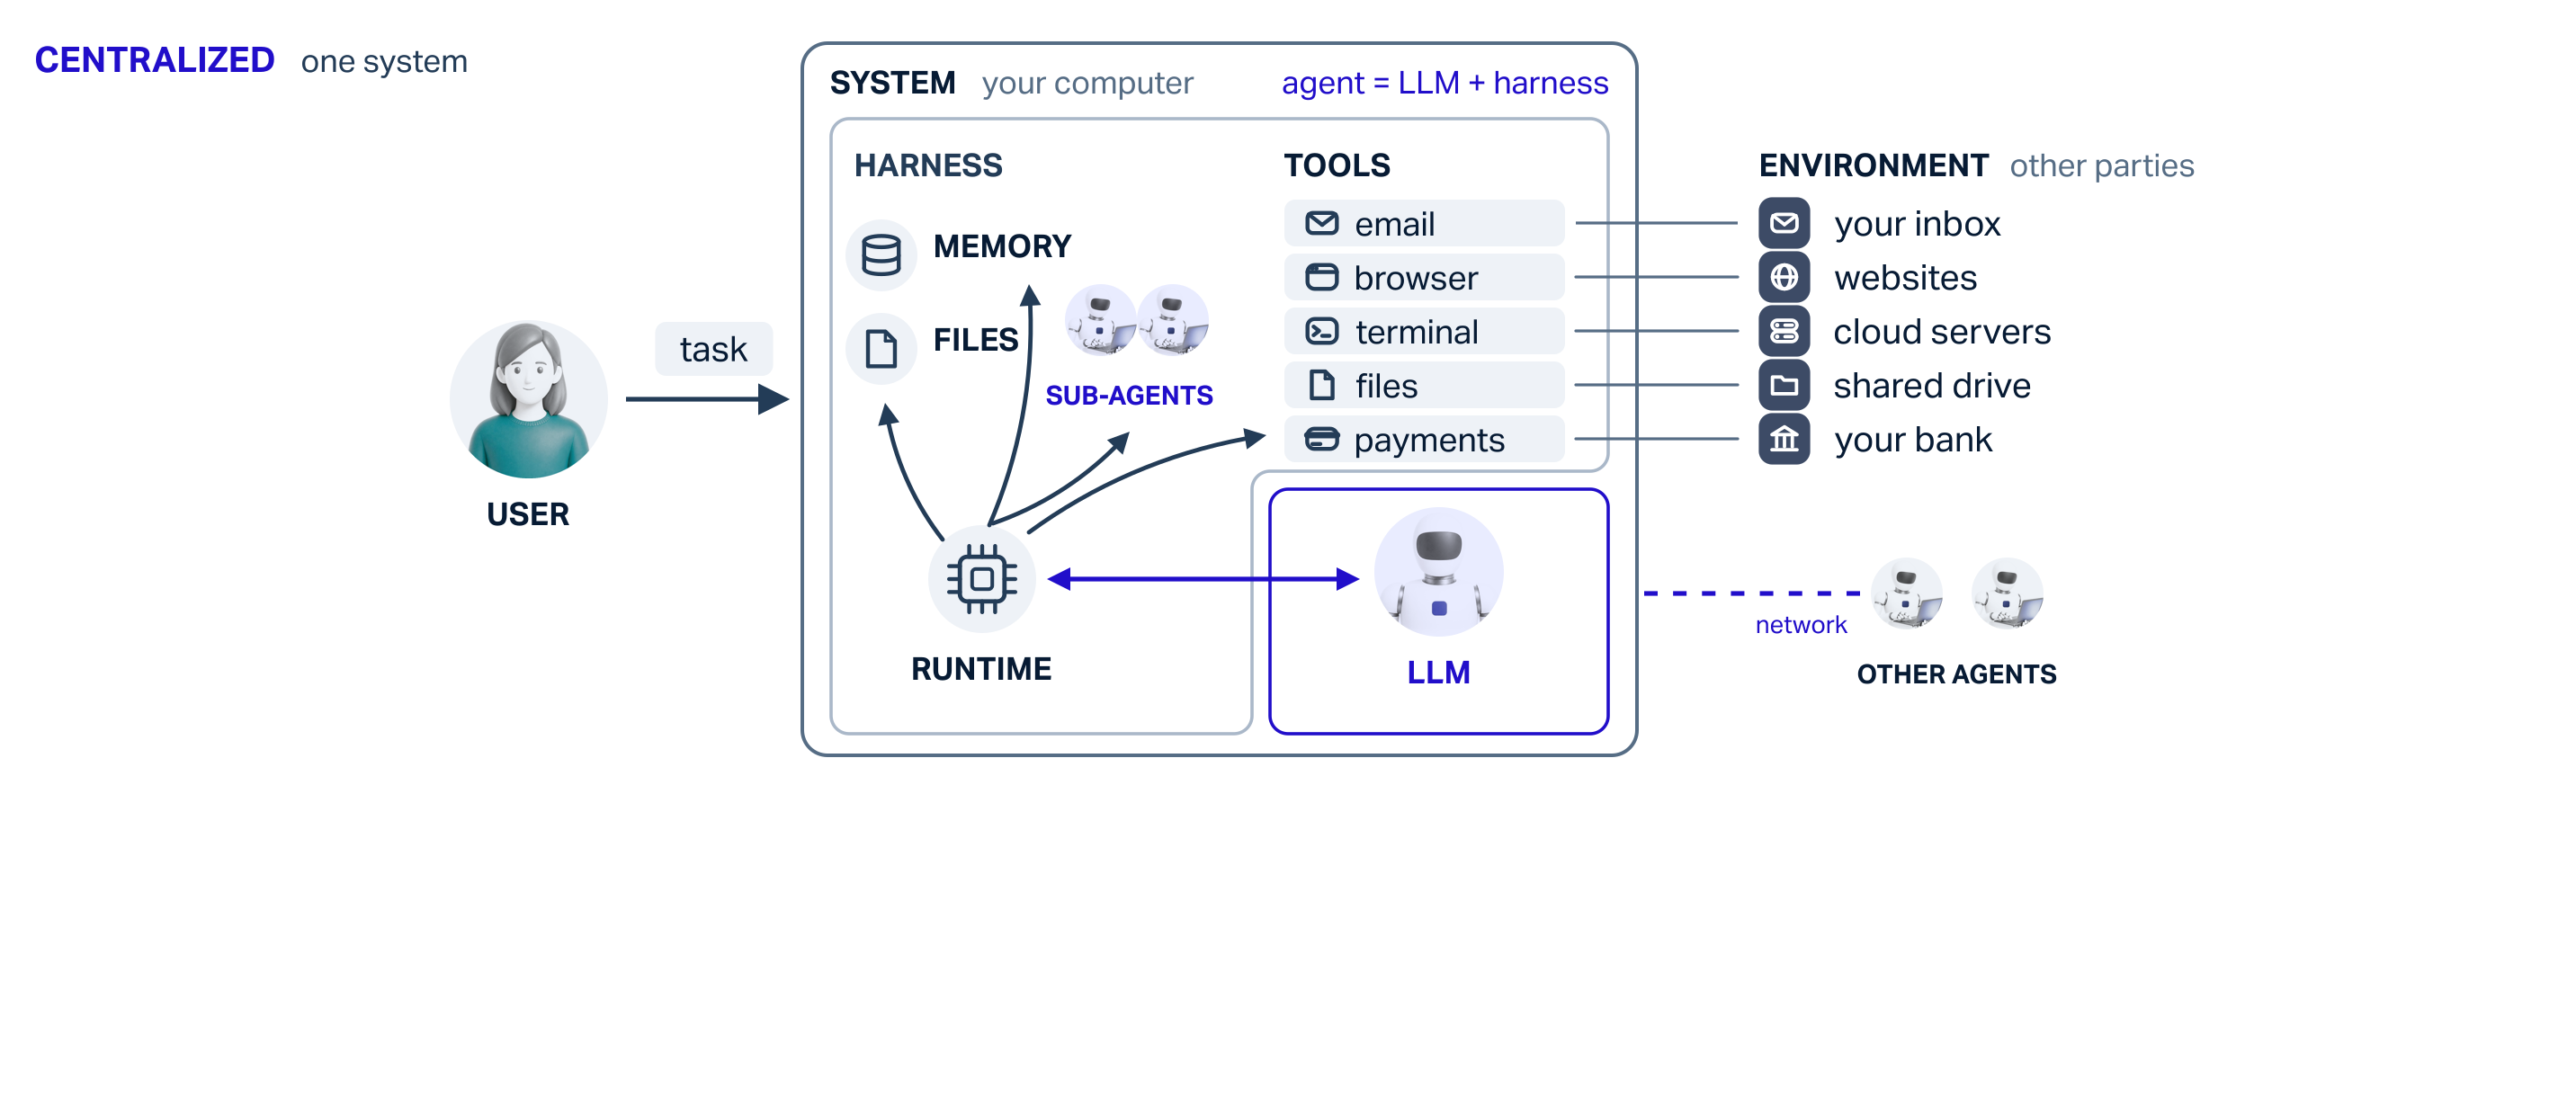 CENTRALIZED one system
SYSTEM your computer agent = LLM + harness
HARNESS
MEMORY
FILES
SUB-AGENTS
RUNTIME
TOOLS
email
browser
terminal
files
payments
LLM
task
USER
ENVIRONMENT other parties
your inbox
websites
cloud servers
shared drive
your bank
network
OTHER AGENTS